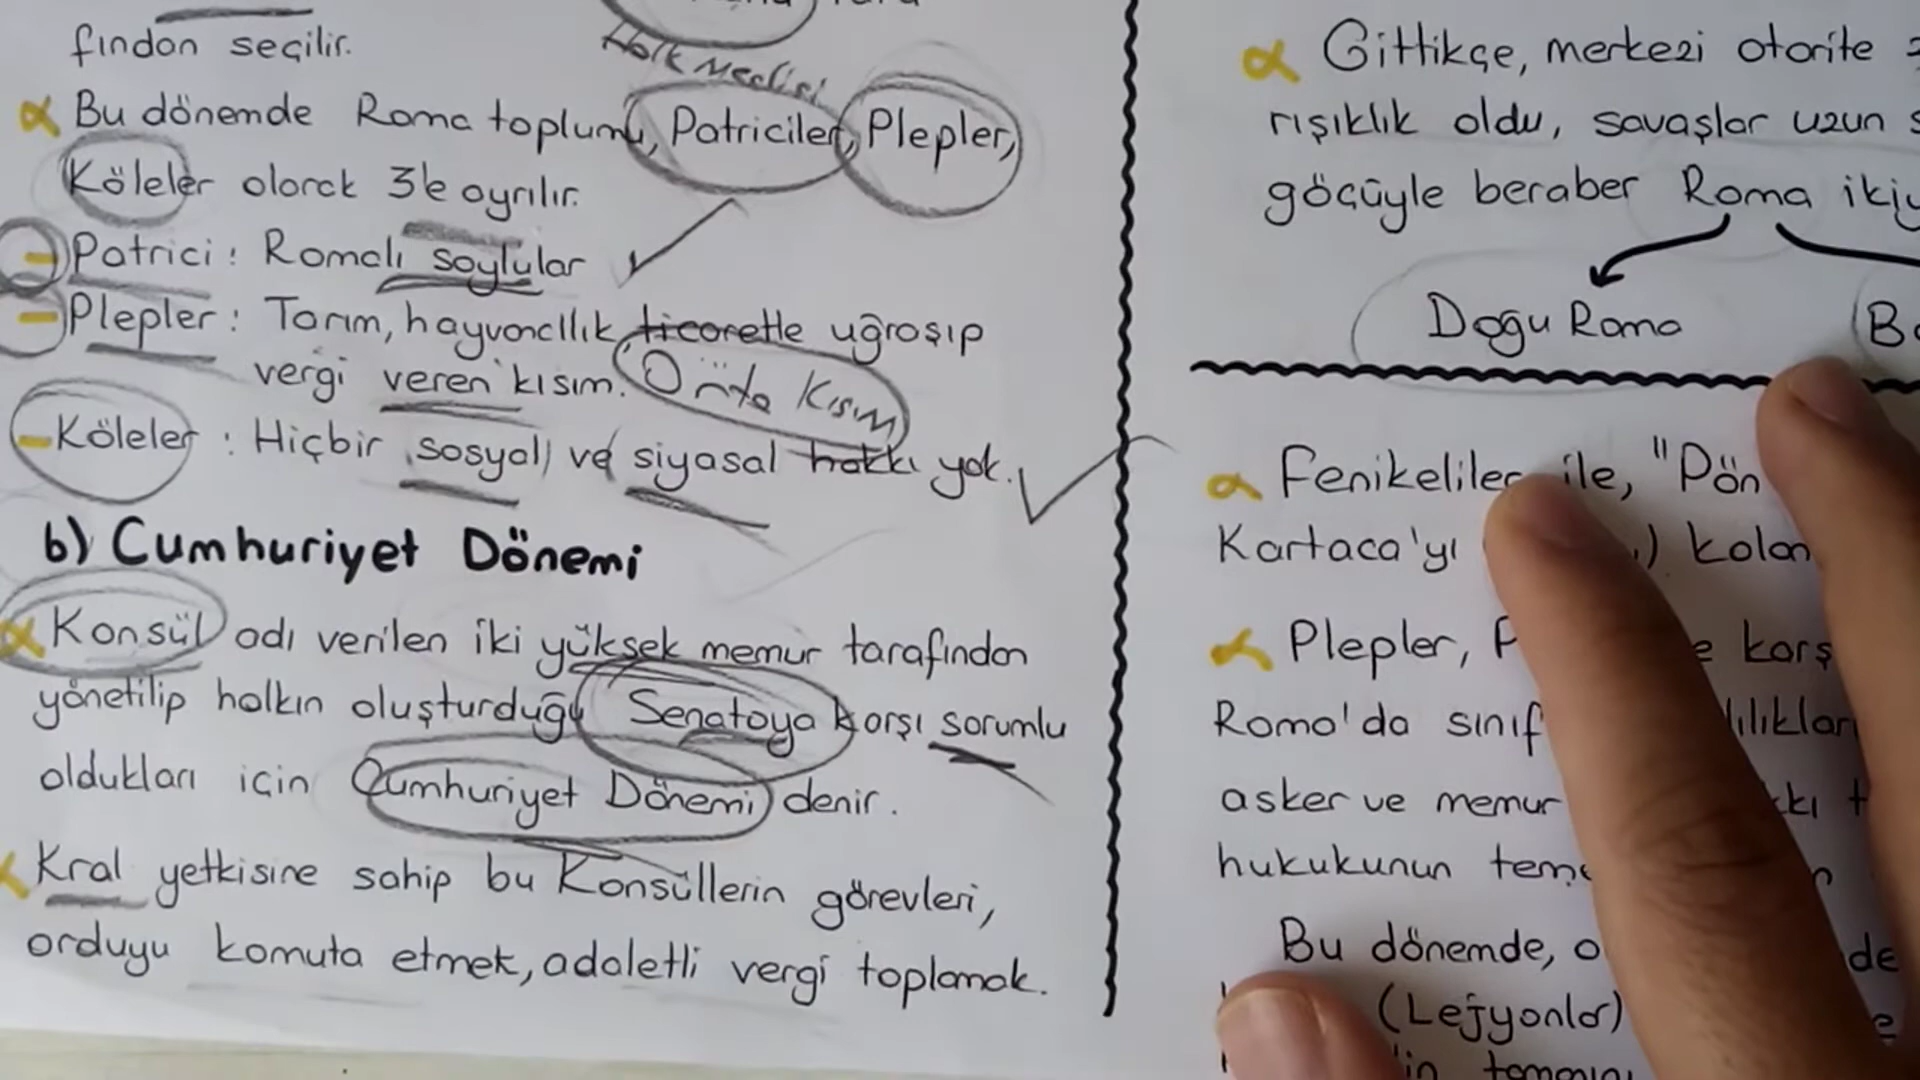 fından seçilir.
Halk Meclisi
Bu dönemde Roma toplumu, Patriciler, Plepler,
Köleler olarak 3'e ayrılır.
- Patrici : Romalı soylular
- Plepler : Tarım, hayvancılık, ticaretle uğraşıp
vergi veren kısım. Orta Kısım
- Köleler : Hiçbir sosyal ve siyasal hakkı yok.
b) Cumhuriyet Dönemi
Konsül adı verilen iki yüksek memur tarafından
yönetilip halkın oluşturduğu Senatoya karşı sorumlu
oldukları için Cumhuriyet Dönemi denir.
Kral yetkisine sahip bu Konsüllerin görevleri,
orduyu komuta etmek, adaletli vergi toplamak.
Gittikçe, merkezi otorite
rışıklık oldu, savaşlar uzun
göçüyle beraber Roma ikiy
Doğu Roma
Fenikeliler ile, "Pön
Kartaca'yı ) kolon
Plepler, karş
Roma'da sınıf
asker ve memur
hukukunun
Bu dönemde,
(Lejyonlar)